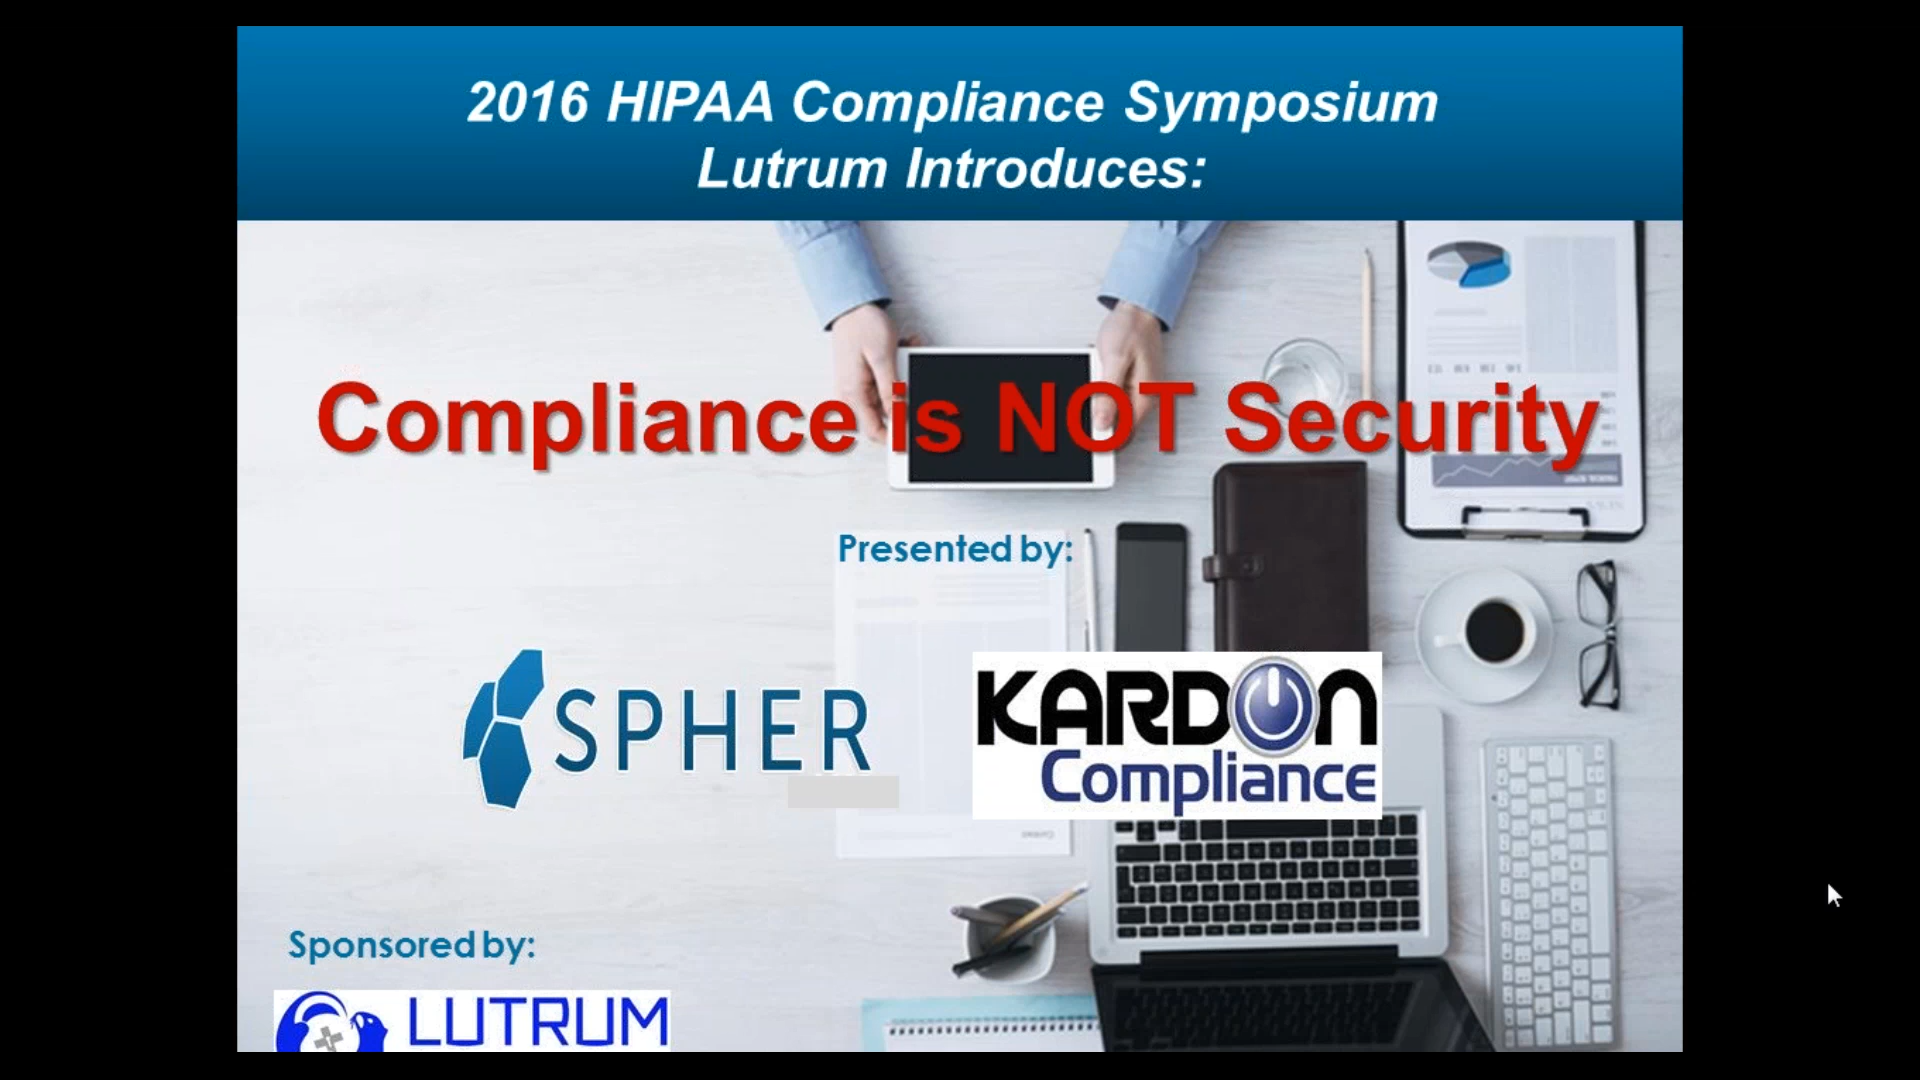 2016 HIPAA Compliance Symposium
Lutrum Introduces:
Compliance is NOT Security
Presented by:
SPHER
KARDON
Compliance
Sponsored by:
LUTRUM